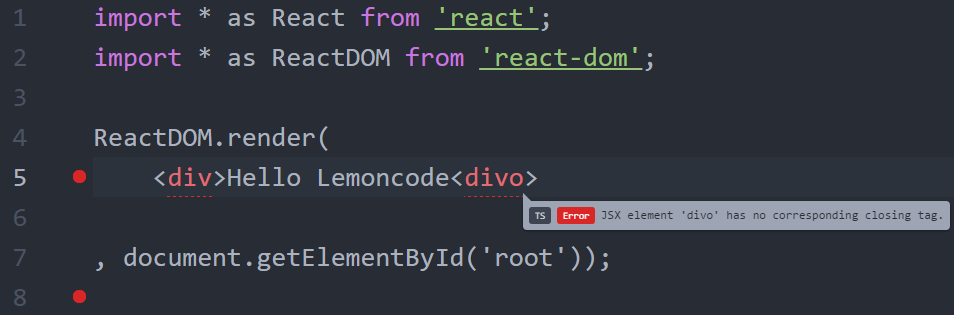 1 import * as React from 'react';
2 import * as ReactDOM from 'react-dom';
3
4 ReactDOM.render(
5 <div>Hello Lemoncode<divo>
TS Error JSX element 'divo' has no corresponding closing tag.
6
7 , document.getElementById('root'));
8